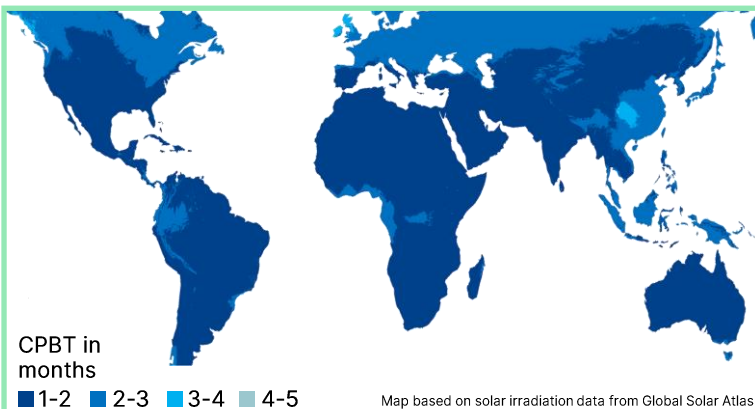 CPBT in
months
1-2 2-3 3-4 4-5
Map based on solar irradiation data from Global Solar Atlas